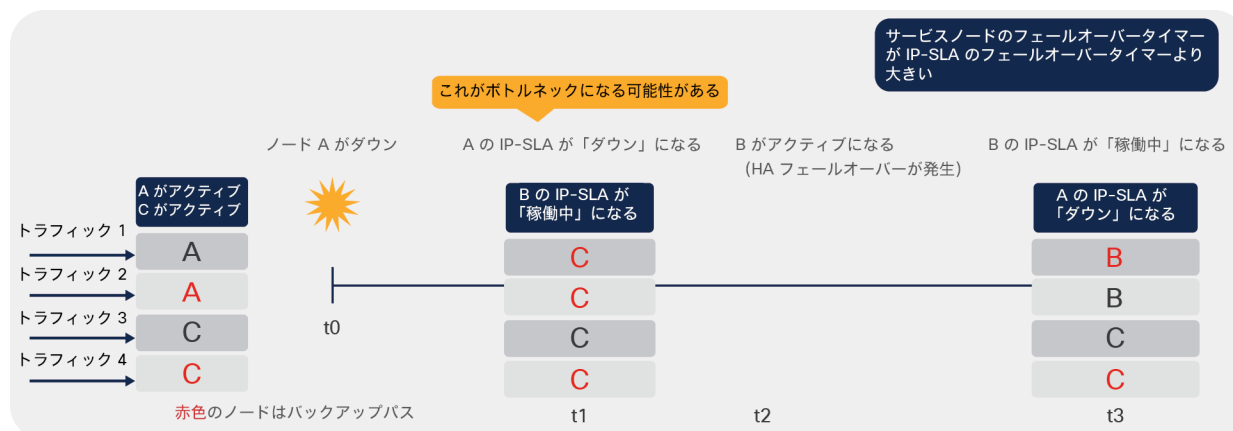 サービスノードのフェールオーバータイマー
が IP-SLA のフェールオーバータイマーより
大きい
これがボトルネックになる可能性がある
ノード A がダウン
A の IP-SLA が「ダウン」になる
B がアクティブになる
(HA フェールオーバーが発生)
B の IP-SLA が「稼働中」になる
A がアクティブ
C がアクティブ
B の IP-SLA が
「稼働中」になる
A の IP-SLA が
「ダウン」になる
トラフィック 1
A
C
B
トラフィック 2
A
C
B
トラフィック 3
C
C
C
トラフィック 4
C
C
C
t0
赤色のノードはバックアップパス
t1
t2
t3